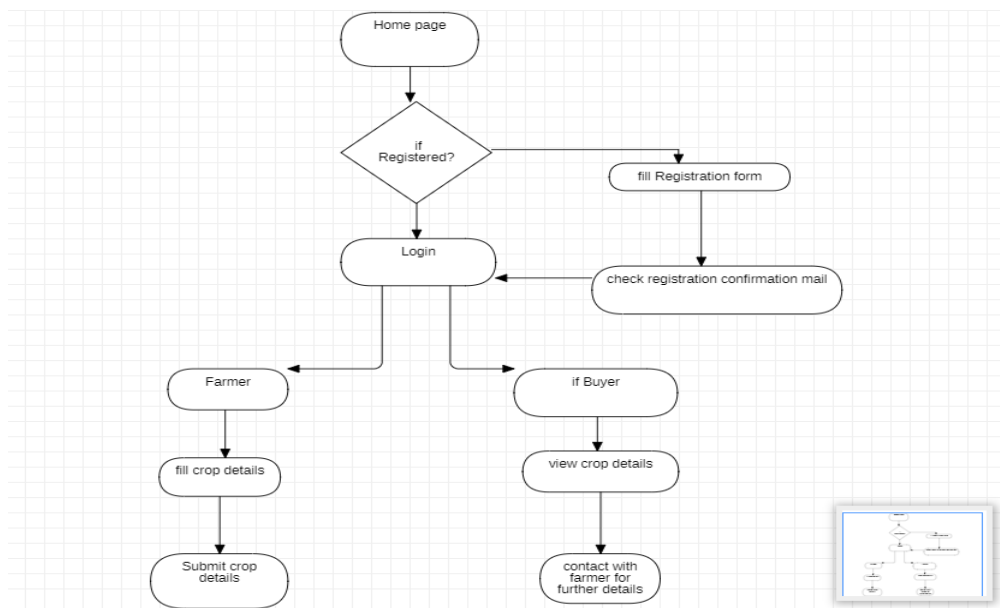 Home page
if
Registered?
fill Registration form
Login
check registration confirmation mail
Farmer
if Buyer
fill crop details
view crop details
Submit crop
details
contact with
farmer for
further details